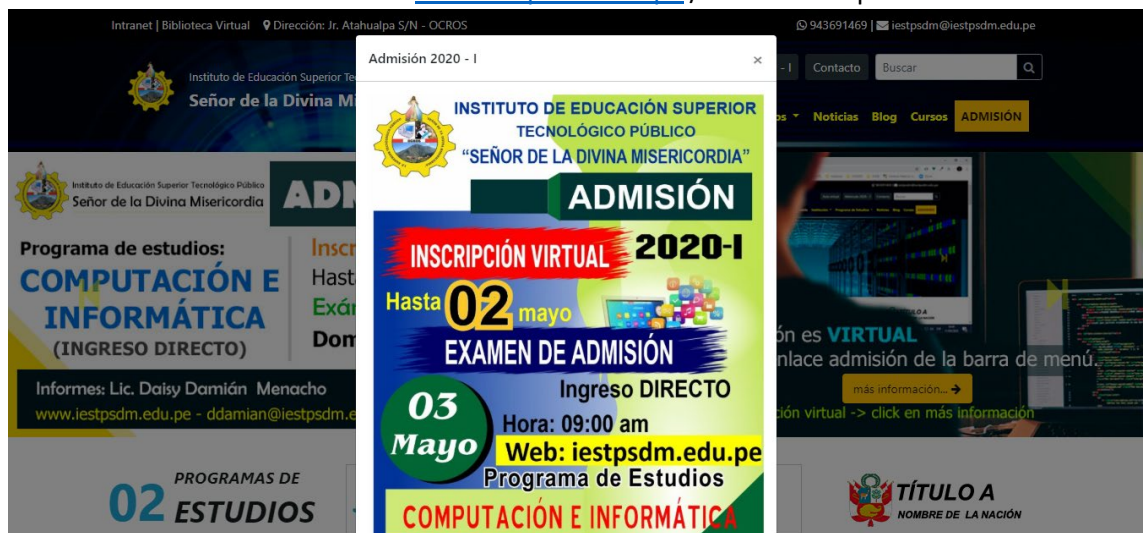 Intranet | Biblioteca Virtual Dirección: Jr. Atahualpa S/N - OCROS
943691469 | iestpsdm@iestpsdm.edu.pe
Admisión 2020 - I ×
Instituto de Educación Superior
Señor de la Divina
- I Contacto Buscar
Noticias Blog Cursos ADMISIÓN
INSTITUTO DE EDUCACIÓN SUPERIOR
TECNOLÓGICO PÚBLICO
“SEÑOR DE LA DIVINA MISERICORDIA”
ADMISIÓN
INSCRIPCIÓN VIRTUAL 2020-I
Hasta 02 mayo
EXAMEN DE ADMISIÓN
Ingreso DIRECTO
03
Mayo
Hora: 09:00 am
Web: iestpsdm.edu.pe
Programa de Estudios
COMPUTACIÓN E INFORMÁTICA
Instituto de Educación Superior Tecnológico Público
Señor de la Divina Misericordia
Programa de estudios:
COMPUTACIÓN E
INFORMÁTICA
(INGRESO DIRECTO)
Informes: Lic. Daisy Damián Menacho
www.iestpsdm.edu.pe - ddamian@iestpsdm.e
es VIRTUAL
admisión de la barra de menú.
más información...
virtual -> click en más información
02 PROGRAMAS DE
ESTUDIOS
TÍTULO A
NOMBRE DE LA NACIÓN